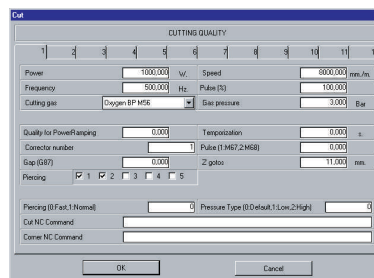 Cut
CUTTING QUALITY
1 2 3 4 5 6 7 8 9 10 11 1
Power 1000,000 W. Speed 8000,000 mm./m.
Frequency 500,000 Hz. Pulse (%) 100,000
Cutting gas Oxygen BP M56 Gas pressure 3,000 Bar
Quality for PowerRamping 0,000 Temporization 0,000 s.
Corrector number 1 Pulse (1:M67,2:M68) 0,000
Gap (G87) 0,000 Z gotos 11,000 mm.
Piercing 1 2 3 4 5
Piercing (0:Fast,1:Normal) 0 Pressure Type (0:Default,1:Low,2:High) 0
Cut NC Command
Corner NC Command
OK Cancel